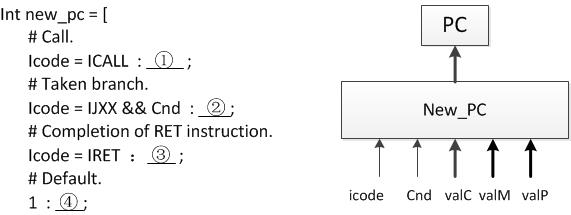 Int new_pc = [
# Call.
Icode = ICALL : ① ;
# Taken branch.
Icode = IJXX && Cnd : ② ;
# Completion of RET instruction.
Icode = IRET : ③ ;
# Default.
1 : ④ ;
PC
New_PC
icode Cnd valC valM valP